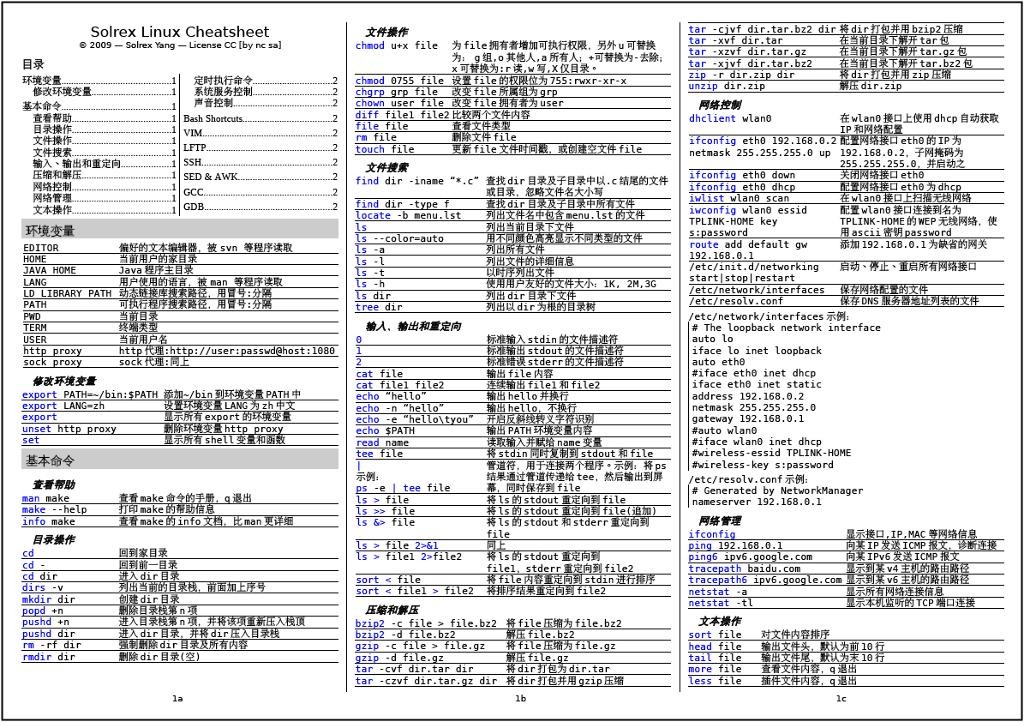 Solrex Linux Cheatsheet
© 2009 — Solrex Yang — License CC [by nc sa]
目录
环境变量 1
修改环境变量 1
基本命令 1
查看帮助 1
目录操作 1
文件操作 1
文件搜索 1
输入、输出和重定向 1
压缩和解压 1
网络控制 1
网络管理 1
文本操作 1
定时执行命令 2
系统服务控制 2
声音控制 2
Bash Shortcuts 2
VIM 2
LFTP 2
SSH 2
SED & AWK 2
GCC 2
GDB 2
环境变量
EDITOR 偏好的文本编辑器，被 svn 等程序读取
HOME 当前用户的家目录
JAVA HOME Java 程序主目录
LANG 用户使用的语言，被 man 等程序读取
LD LIBRARY PATH 动态链接库搜索路径，用冒号:分隔
PATH 可执行程序搜索路径，用冒号:分隔
PWD 当前目录
TERM 终端类型
USER 当前用户名
http proxy http 代理:http://user:passwd@host:1080
sock proxy sock 代理:同上
修改环境变量
export PATH=~/bin:$PATH 添加~/bin 到环境变量 PATH 中
export LANG=zh 设置环境变量 LANG 为 zh 中文
export 显示所有 export 的环境变量
unset http proxy 删除环境变量 http proxy
set 显示所有 shell 变量和函数
基本命令
查看帮助
man make 查看 make 命令的手册，q 退出
make --help 打印 make 的帮助信息
info make 查看 make 的 info 文档，比 man 更详细
目录操作
cd 回到家目录
cd - 回到前一目录
cd dir 进入 dir 目录
dirs -v 列出当前的目录栈，前面加上序号
mkdir dir 创建 dir 目录
popd +n 删除目录栈第 n 项
pushd +n 进入目录栈第 n 项，并将该项重新压入栈顶
pushd dir 进入 dir 目录，并将 dir 压入目录栈
rm -rf dir 强制删除 dir 目录及所有内容
rmdir dir 删除 dir 目录(空)
1a
文件操作
chmod u+x file 为 file 拥有者增加可执行权限，另外 u 可替换
为: g 组,o 其他人,a 所有人; +可替换为-去除;
x 可替换为:r 读,w 写,X 仅目录。
chmod 0755 file 设置 file 的权限位为 755:rwxr-xr-x
chgrp grp file 改变 file 所属组为 grp
chown user file 改变 file 拥有者为 user
diff file1 file2 比较两个文件内容
file file 查看文件类型
rm file 删除文件 file
touch file 更新 file 文件时间戳，或创建空文件 file
文件搜索
find dir -iname “*.c” 查找 dir 目录及子目录中以.c 结尾的文件
或目录，忽略文件名大小写
find dir -type f 查找 dir 目录及子目录中所有文件
locate -b menu.lst 列出文件名中包含 menu.lst 的文件
ls 列出当前目录下文件
ls --color=auto 用不同颜色高亮显示不同类型的文件
ls -a 列出所有文件
ls -l 列出文件的详细信息
ls -t 以时序列出文件
ls -h 使用用户友好的文件大小: 1K, 2M,3G
ls dir 列出 dir 目录下文件
tree dir 列出以 dir 为根的目录树
输入、输出和重定向
0 标准输入 stdin 的文件描述符
1 标准输出 stdout 的文件描述符
2 标准错误 stderr 的文件描述符
cat file 输出 file 内容
cat file1 file2 连续输出 file1 和 file2
echo “hello” 输出 hello 并换行
echo -n “hello” 输出 hello, 不换行
echo -e “hello\tyou” 开启反斜线转义字符识别
echo $PATH 输出 PATH 环境变量内容
read name 读取输入并赋给 name 变量
tee file 将 stdin 同时复制到 stdout 和 file
| 管道符，用于连接两个程序。示例：将 ps
示例: 结果通过管道传递给 tee，然后输出到屏
ps -e | tee file 幕，同时保存到 file
ls > file 将 ls 的 stdout 重定向到 file
ls >> file 将 ls 的 stdout 重定向到 file(追加)
ls &> file 将 ls 的 stdout 和 stderr 重定向到
file
ls > file 2>&1 同上
ls > file1 2>file2 将 ls 的 stdout 重定向到
file1, stderr 重定向到 file2
sort < file 将 file 内容重定向到 stdin 进行排序
sort < file1 > file2 将排序结果重定向到 file2
压缩和解压
bzip2 -c file > file.bz2 将 file 压缩为 file.bz2
bzip2 -d file.bz2 解压 file.bz2
gzip -c file > file.gz 将 file 压缩为 file.gz
gzip -d file.gz 解压 file.gz
tar -cvf dir.tar dir 将 dir 打包为 dir.tar
tar -czvf dir.tar.gz dir 将 dir 打包并用 gzip 压缩
1b
tar -cjvf dir.tar.bz2 dir 将 dir 打包并用 bzip2 压缩
tar -xvf dir.tar 在当前目录下解开 tar 包
tar -xzvf dir.tar.gz 在当前目录下解开 tar.gz 包
tar -xjvf dir.tar.bz2 在当前目录下解开 tar.bz2 包
zip -r dir.zip dir 将 dir 打包并用 zip 压缩
unzip dir.zip 解压 dir.zip
网络控制
dhclient wlan0 在 wlan0 接口上使用 dhcp 自动获取
IP 和网络配置
ifconfig eth0 192.168.0.2 配置网络接口 eth0 的 IP 为
netmask 255.255.255.0 up 192.168.0.2, 子网掩码为
255.255.255.0, 并启动之
ifconfig eth0 down 关闭网络接口 eth0
ifconfig eth0 dhcp 配置网络接口 eth0 为 dhcp
iwlist wlan0 scan 在 wlan0 接口上扫描无线网络
iwconfig wlan0 essid 配置 wlan0 接口连接到名为
TPLINK-HOME key TPLINK-HOME 的 WEP 无线网络，使
s:password 用 ascii 密钥 password
route add default gw 添加 192.168.0.1 为缺省的网关
192.168.0.1
/etc/init.d/networking 启动、停止、重启所有网络接口
start|stop|restart
/etc/network/interfaces 保存网络配置的文件
/etc/resolv.conf 保存 DNS 服务器地址列表的文件
/etc/network/interfaces 示例:
# The loopback network interface
auto lo
iface lo inet loopback
auto eth0
#iface eth0 inet dhcp
iface eth0 inet static
address 192.168.0.2
netmask 255.255.255.0
gateway 192.168.0.1
#auto wlan0
#iface wlan0 inet dhcp
#wireless-essid TPLINK-HOME
#wireless-key s:password
/etc/resolv.conf 示例:
# Generated by NetworkManager
nameserver 192.168.0.1
网络管理
ifconfig 显示接口,IP,MAC 等网络信息
ping 192.168.0.1 向某 IP 发送 ICMP 报文，诊断连接
ping6 ipv6.google.com 向某 IPv6 发送 ICMP 报文
tracepath baidu.com 显示到某 v4 主机的路由路径
tracepath6 ipv6.google.com 显示到某 v6 主机的路由路径
netstat -a 显示所有网络连接信息
netstat -tl 显示本机监听的 TCP 端口连接
文本操作
sort file 对文件内容排序
head file 输出文件头，默认为前 10 行
tail file 输出文件尾，默认为末 10 行
more file 查看文件内容，q 退出
less file 插件文件内容，q 退出
1c